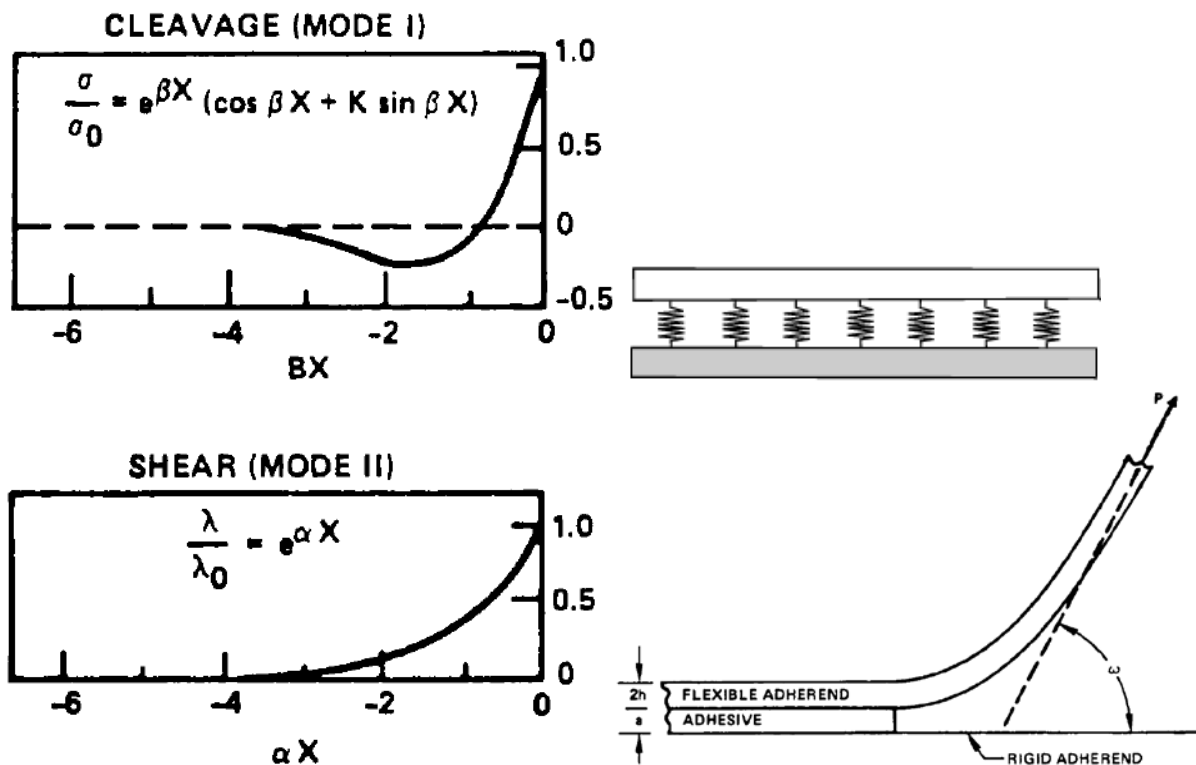 CLEAVAGE (MODE I)
σ/σ0 = e^βX (cos βX + K sin βX)
1.0
0.5
0
-0.5
-6
-4
-2
0
BX
SHEAR (MODE II)
λ/λ0 = e^αX
1.0
0.5
0
-6
-4
-2
0
αX
P
ω
2h
FLEXIBLE ADHEREND
a
ADHESIVE
RIGID ADHEREND